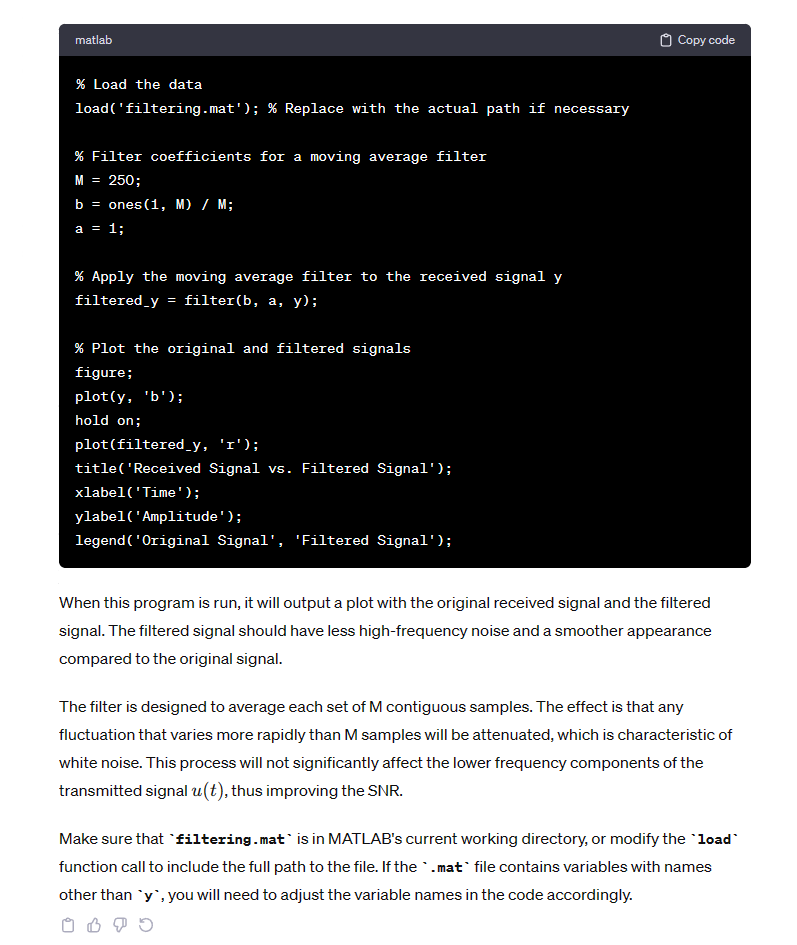 matlab
Copy code
% Load the data
load('filtering.mat'); % Replace with the actual path if necessary
% Filter coefficients for a moving average filter
M = 250;
b = ones(1, M) / M;
a = 1;
% Apply the moving average filter to the received signal y
filtered_y = filter(b, a, y);
% Plot the original and filtered signals
figure;
plot(y, 'b');
hold on;
plot(filtered_y, 'r');
title('Received Signal vs. Filtered Signal');
xlabel('Time');
ylabel('Amplitude');
legend('Original Signal', 'Filtered Signal');
When this program is run, it will output a plot with the original received signal and the filtered
signal. The filtered signal should have less high-frequency noise and a smoother appearance
compared to the original signal.
The filter is designed to average each set of M contiguous samples. The effect is that any
fluctuation that varies more rapidly than M samples will be attenuated, which is characteristic of
white noise. This process will not significantly affect the lower frequency components of the
transmitted signal u(t), thus improving the SNR.
Make sure that `filtering.mat` is in MATLAB's current working directory, or modify the `load`
function call to include the full path to the file. If the `.mat` file contains variables with names
other than `y`, you will need to adjust the variable names in the code accordingly.